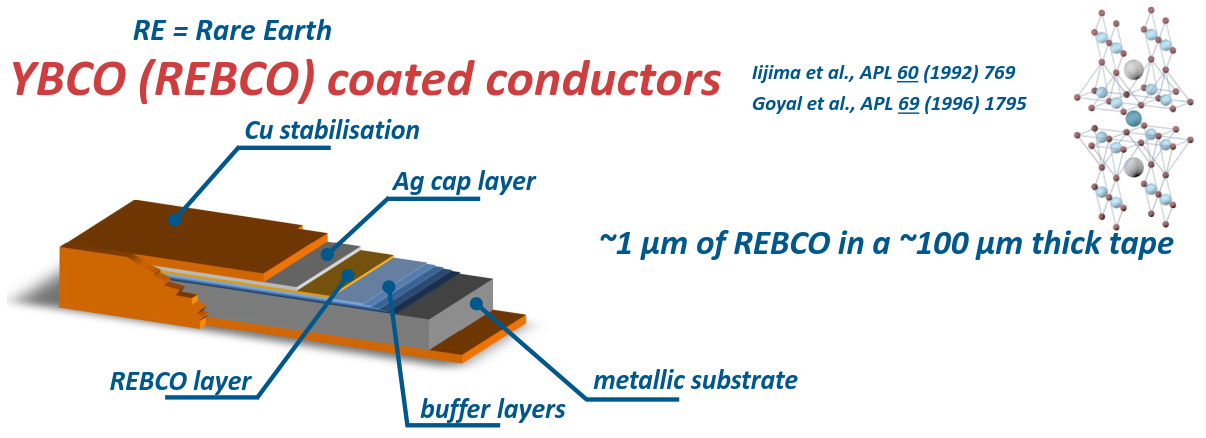 RE = Rare Earth
YBCO (REBCO) coated conductors
Iijima et al., APL 60 (1992) 769
Goyal et al., APL 69 (1996) 1795
Cu stabilisation
Ag cap layer
~1 µm of REBCO in a ~100 µm thick tape
REBCO layer
buffer layers
metallic substrate